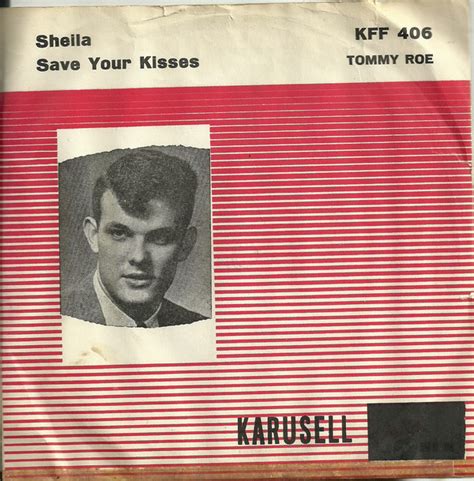 Sheila
Save Your Kisses
KFF 406
TOMMY ROE
KARUSELL